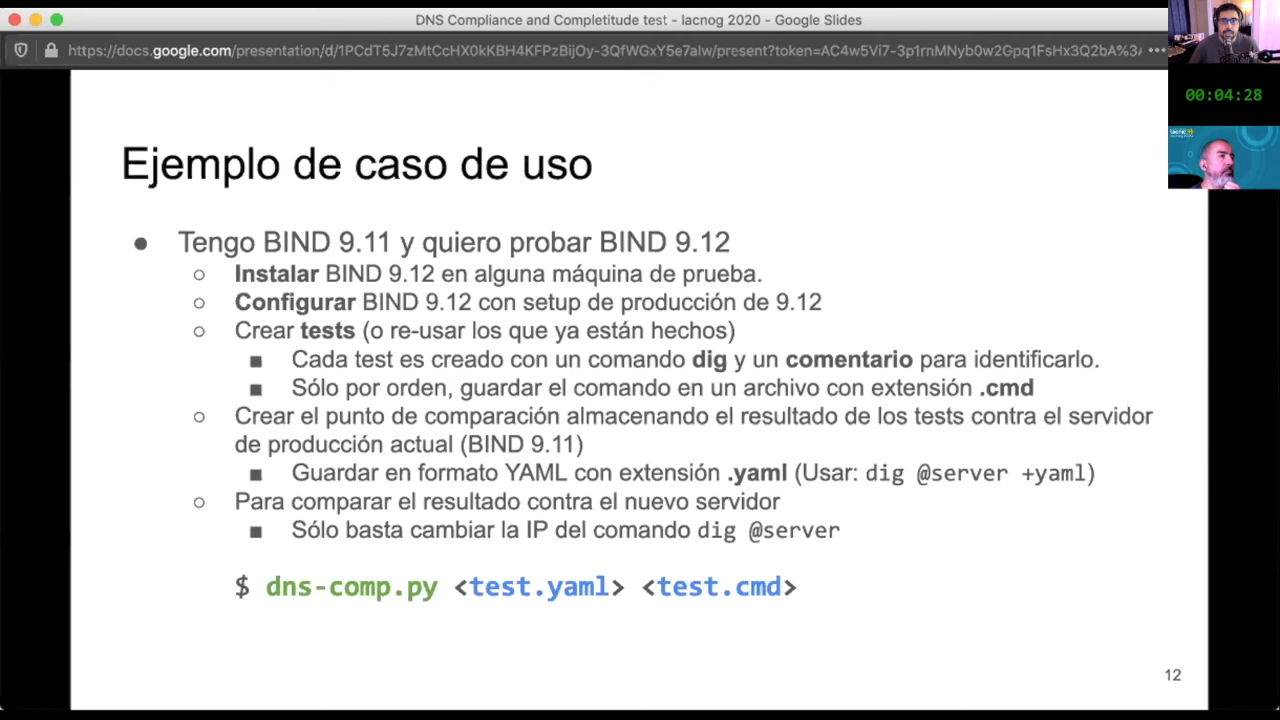 DNS Compliance and Completitude test - lacnog 2020 - Google Slides
https://docs.google.com/presentation/d/1PCdT5J7zMtCcHX0kKBH4KFPzBijOy-3QfWGxY5e7alw/present?token=AC4w5Vi7-3p1rnMNyb0w2Gpq1FsHx3Q2bA%3A
00:04:28
Ejemplo de caso de uso
● Tengo BIND 9.11 y quiero probar BIND 9.12
○ Instalar BIND 9.12 en alguna máquina de prueba.
○ Configurar BIND 9.12 con setup de producción de 9.12
○ Crear tests (o re-usar los que ya están hechos)
■ Cada test es creado con un comando dig y un comentario para identificarlo.
■ Sólo por orden, guardar el comando en un archivo con extensión .cmd
○ Crear el punto de comparación almacenando el resultado de los tests contra el servidor
de producción actual (BIND 9.11)
■ Guardar en formato YAML con extensión .yaml (Usar: dig @server +yaml)
○ Para comparar el resultado contra el nuevo servidor
■ Sólo basta cambiar la IP del comando dig @server
$ dns-comp.py <test.yaml> <test.cmd>
12